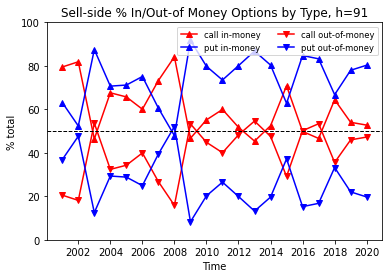 Sell-side % In/Out-of Money Options by Type, h=91
call in-money
put in-money
call out-of-money
put out-of-money
% total
100
80
60
40
20
0
2002 2004 2006 2008 2010 2012 2014 2016 2018 2020
Time